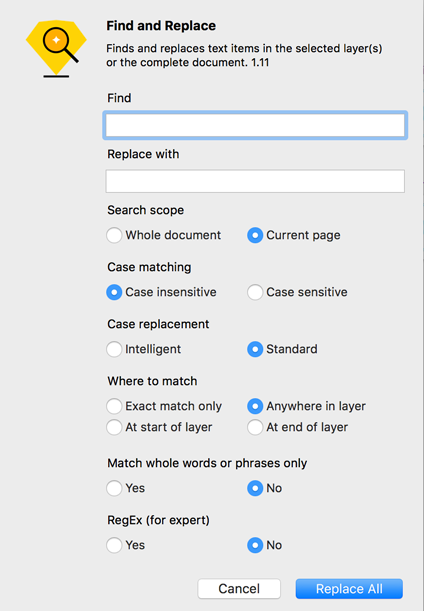 Find and Replace
Finds and replaces text items in the selected layer(s)
or the complete document. 1.11
Find
Replace with
Search scope
Whole document Current page
Case matching
Case insensitive Case sensitive
Case replacement
Intelligent Standard
Where to match
Exact match only Anywhere in layer
At start of layer At end of layer
Match whole words or phrases only
Yes No
RegEx (for expert)
Yes No
Cancel Replace All